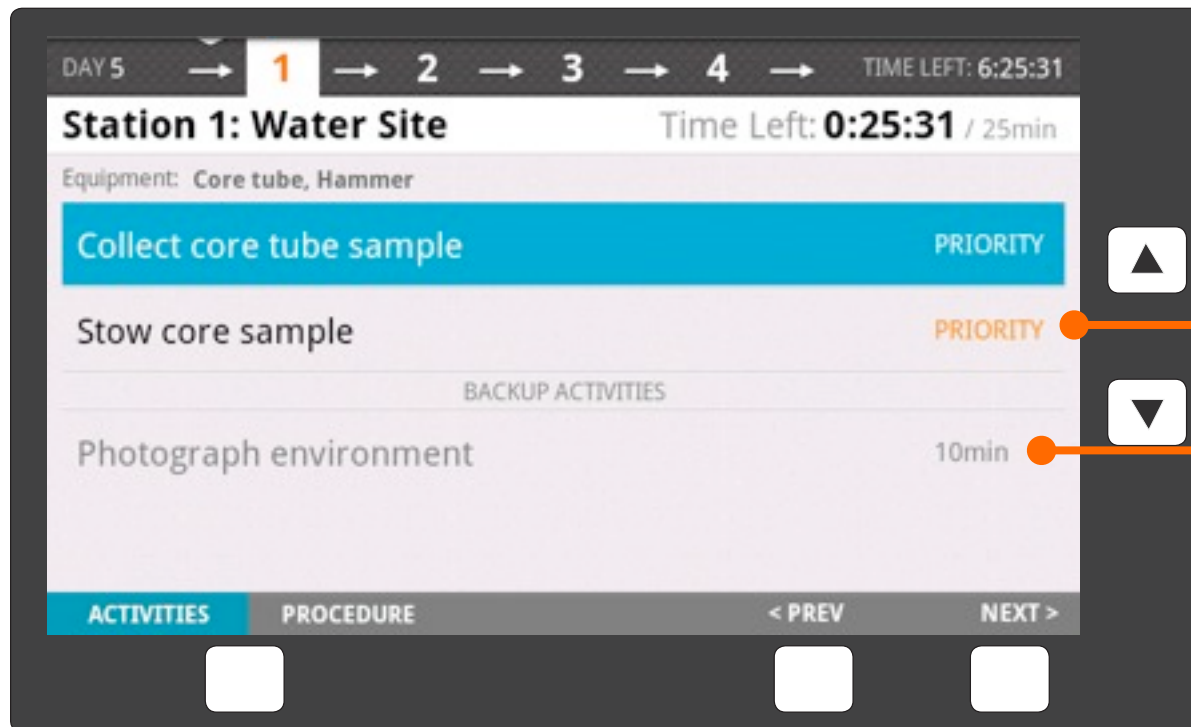 DAY 5 → 1 → 2 → 3 → 4 → TIME LEFT: 6:25:31
Station 1: Water Site Time Left: 0:25:31 / 25min
Equipment: Core tube, Hammer
Collect core tube sample PRIORITY
Stow core sample PRIORITY
BACKUP ACTIVITIES
Photograph environment 10min
ACTIVITIES PROCEDURE < PREV NEXT >